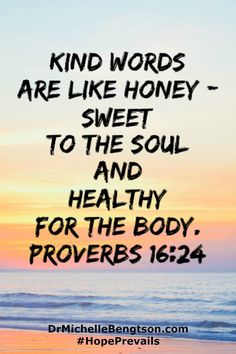 KIND WORDS
ARE LIKE HONEY -
SWEET
TO THE SOUL
AND
HEALTHY
FOR THE BODY.
PROVERBS 16:24
DrMichelleBengtson.com
#HopePrevails